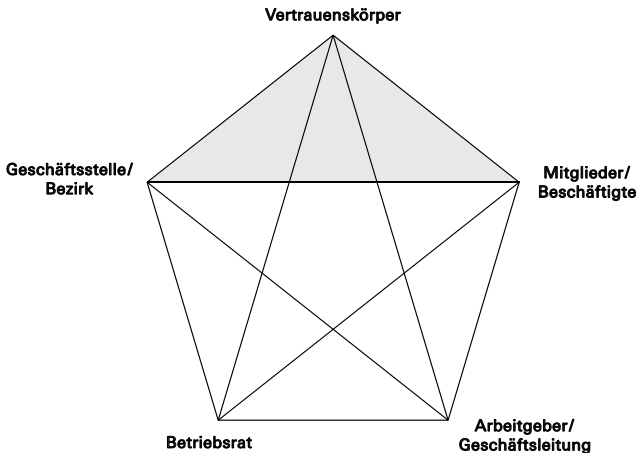 Vertrauenskörper
Geschäftsstelle/
Bezirk
Mitglieder/
Beschäftigte
Betriebsrat
Arbeitgeber/
Geschäftsleitung